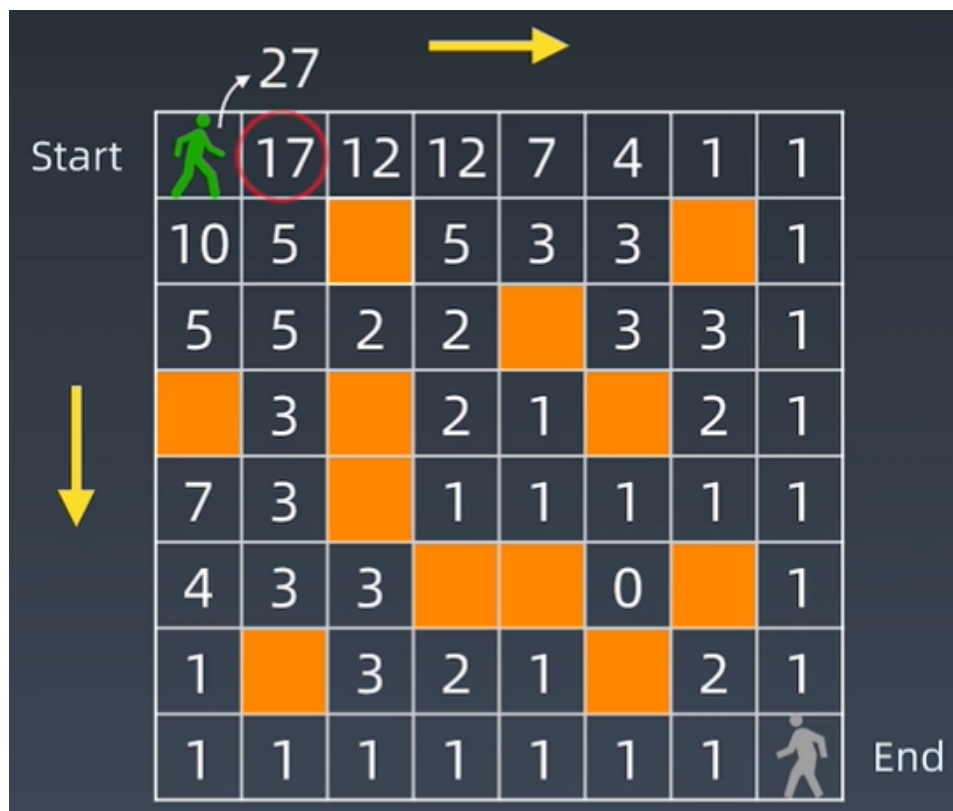 27
Start 17 12 12 7 4 1 1
10 5 5 3 3 1
5 5 2 2 3 3 1
3 2 1 2 1
7 3 1 1 1 1 1
4 3 3 0 1
1 3 2 1 2 1
1 1 1 1 1 1 1 End